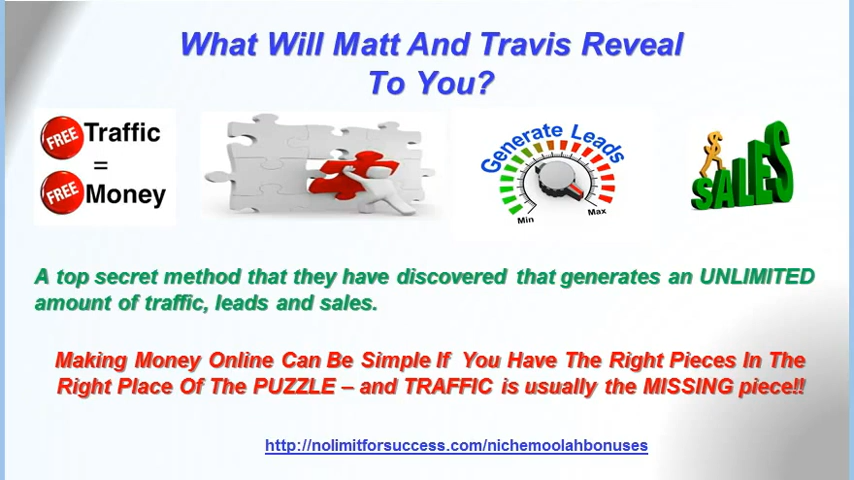 What Will Matt And Travis Reveal
To You?
FREE Traffic
=
FREE Money
Generate Leads
Min
Max
SALES
A top secret method that they have discovered that generates an UNLIMITED
amount of traffic, leads and sales.
Making Money Online Can Be Simple If You Have The Right Pieces In The
Right Place Of The PUZZLE – and TRAFFIC is usually the MISSING piece!!
http://nolimitforsuccess.com/nichemoolahbonuses